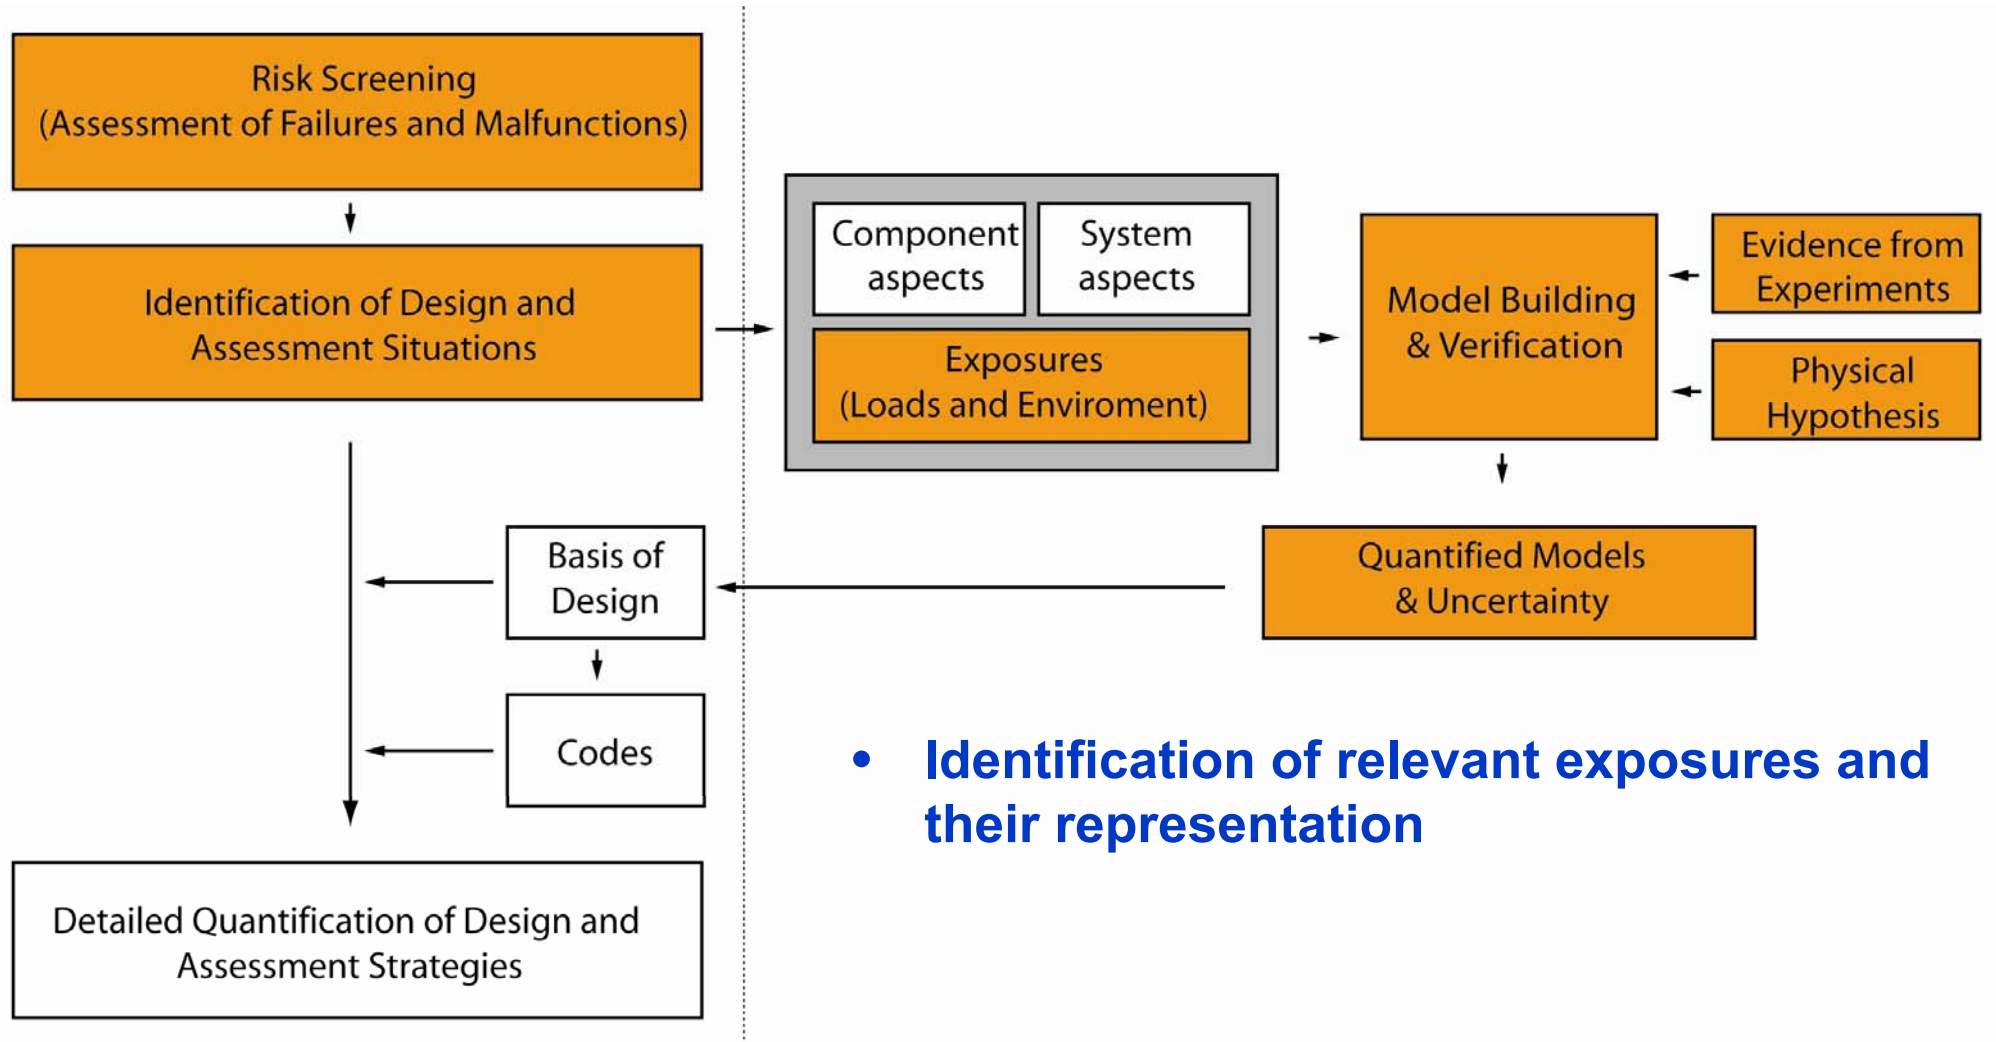 Risk Screening
(Assessment of Failures and Malfunctions)
Identification of Design and
Assessment Situations
Component
aspects
System
aspects
Exposures
(Loads and Enviroment)
Model Building
& Verification
Evidence from
Experiments
Physical
Hypothesis
Quantified Models
& Uncertainty
Basis of
Design
Codes
Detailed Quantification of Design and
Assessment Strategies
• Identification of relevant exposures and
their representation